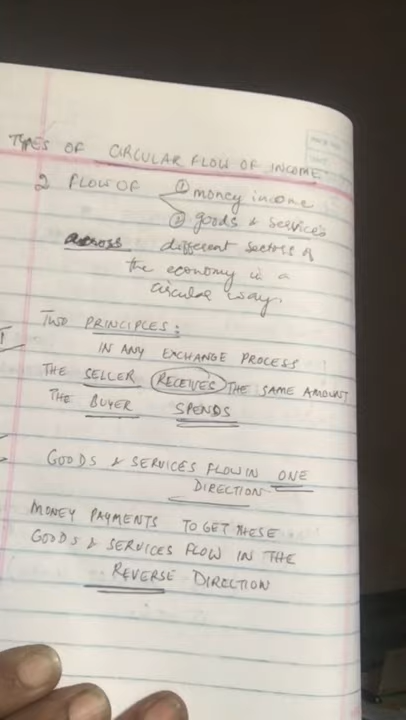 TYPES OF CIRCULAR FLOW OF INCOME
2 FLOW OF ① money income
② goods & services
across different sectors of
the economy in a
circular way.
TWO PRINCIPLES:
IN ANY EXCHANGE PROCESS
THE SELLER RECEIVES THE SAME AMOUNT
THE BUYER SPENDS
GOODS & SERVICES FLOW IN ONE
DIRECTION
MONEY PAYMENTS TO GET THESE
GOODS & SERVICES FLOW IN THE
REVERSE DIRECTION